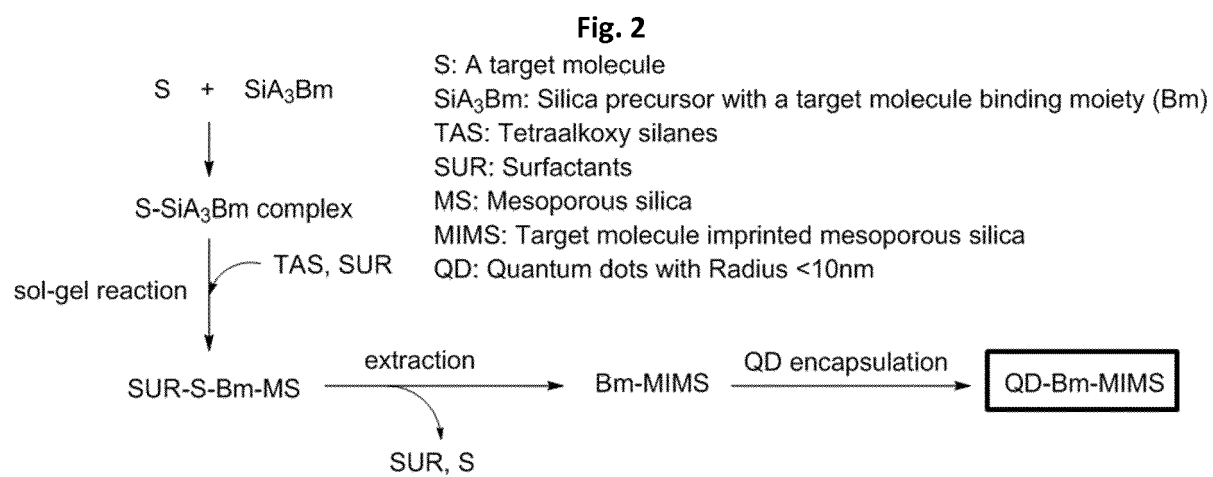 Fig. 2
S + SiA₃Bm
S: A target molecule
SiA₃Bm: Silica precursor with a target molecule binding moiety (Bm)
TAS: Tetraalkoxy silanes
SUR: Surfactants
MS: Mesoporous silica
MIMS: Target molecule imprinted mesoporous silica
QD: Quantum dots with Radius <10nm
S-SiA₃Bm complex
TAS, SUR
sol-gel reaction
SUR-S-Bm-MS
extraction
SUR, S
Bm-MIMS
QD encapsulation
QD-Bm-MIMS